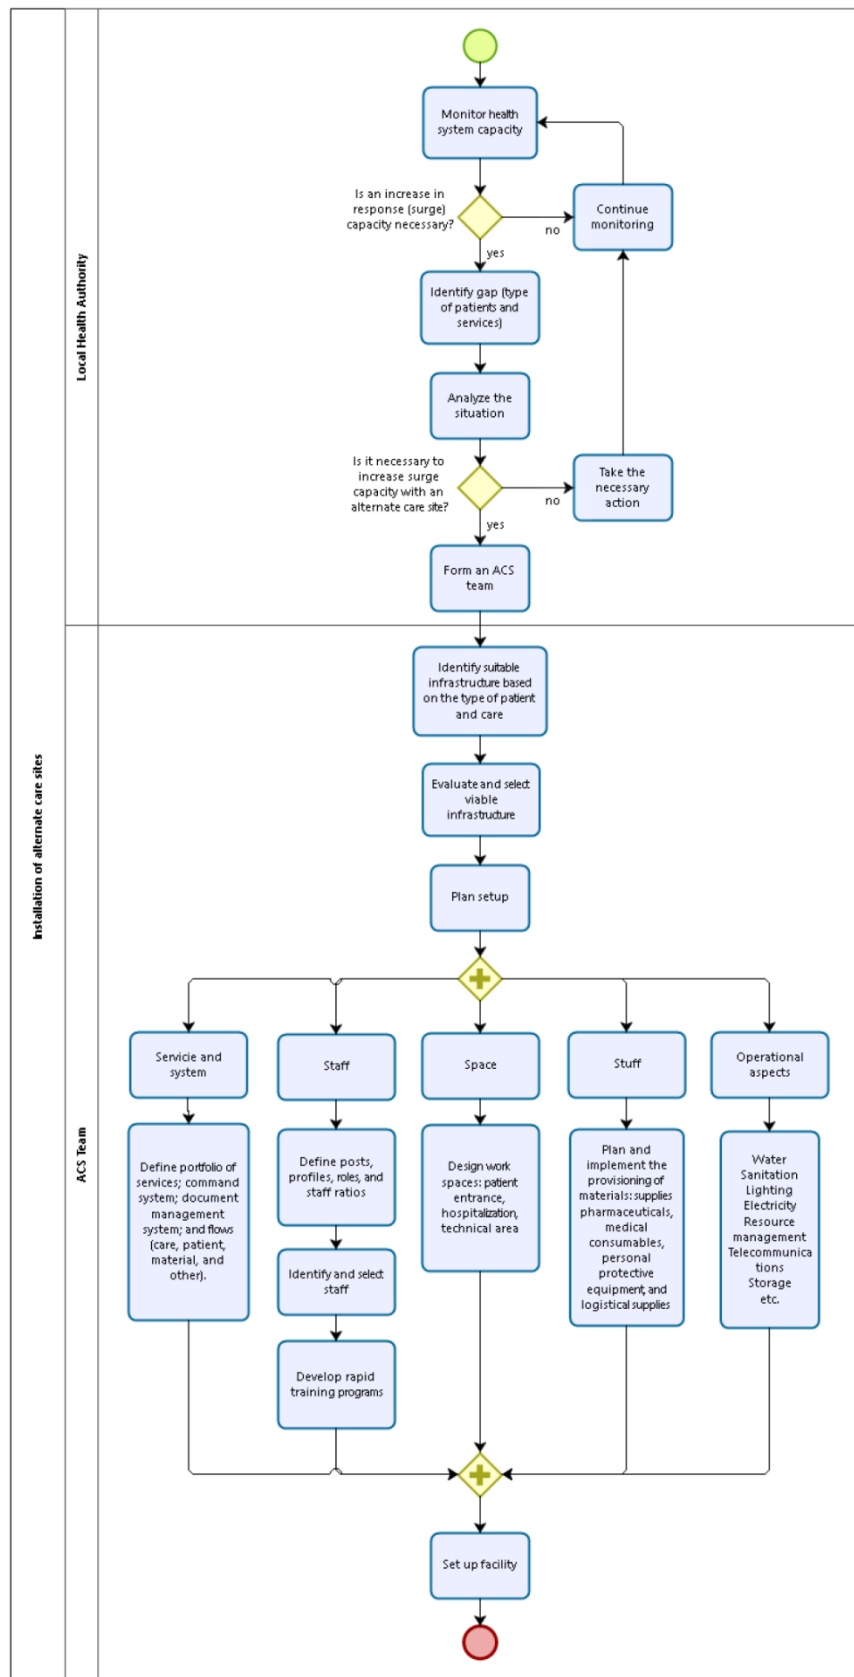 Installation of alternate care sites
Local Health Authority
Monitor health
system capacity
Is an increase in
response (surge)
capacity necessary?
no
Continue
monitoring
yes
Identify gap (type
of patients and
services)
Analyze the
situation
Is it necessary to
increase surge
capacity with an
alternate care site?
no
Take the
necessary
action
yes
Form an ACS
team
ACS Team
Identify suitable
infrastructure based
on the type of patient
and care
Evaluate and select
viable
infrastructure
Plan setup
Servicie and
system
Staff
Space
Stuff
Operational
aspects
Define portfolio of
services; command
system; document
management
system; and flows
(care, patient,
material, and
other).
Define posts,
profiles, roles, and
staff ratios
Identify and select
staff
Develop rapid
training programs
Design work
spaces: patient
entrance,
hospitalization,
technical area
Plan and
implement the
provisioning of
materials: supplies
pharmaceuticals,
medical
consumables,
personal
protective
equipment, and
logistical supplies
Water
Sanitation
Lighting
Electricity
Resource
management
Telecommunica
tions
Storage
etc.
Set up facility